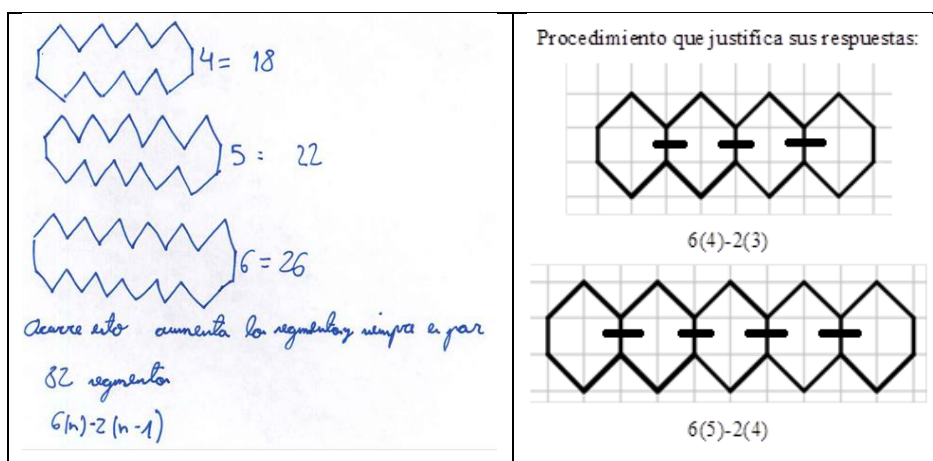 4 = 18
5 = 22
6 = 26
Ocurre esto aumenta los segmentos y siempre es par
82 segmentos
6(n)-2(n-1)
Procedimiento que justifica sus respuestas:
6(4)-2(3)
6(5)-2(4)